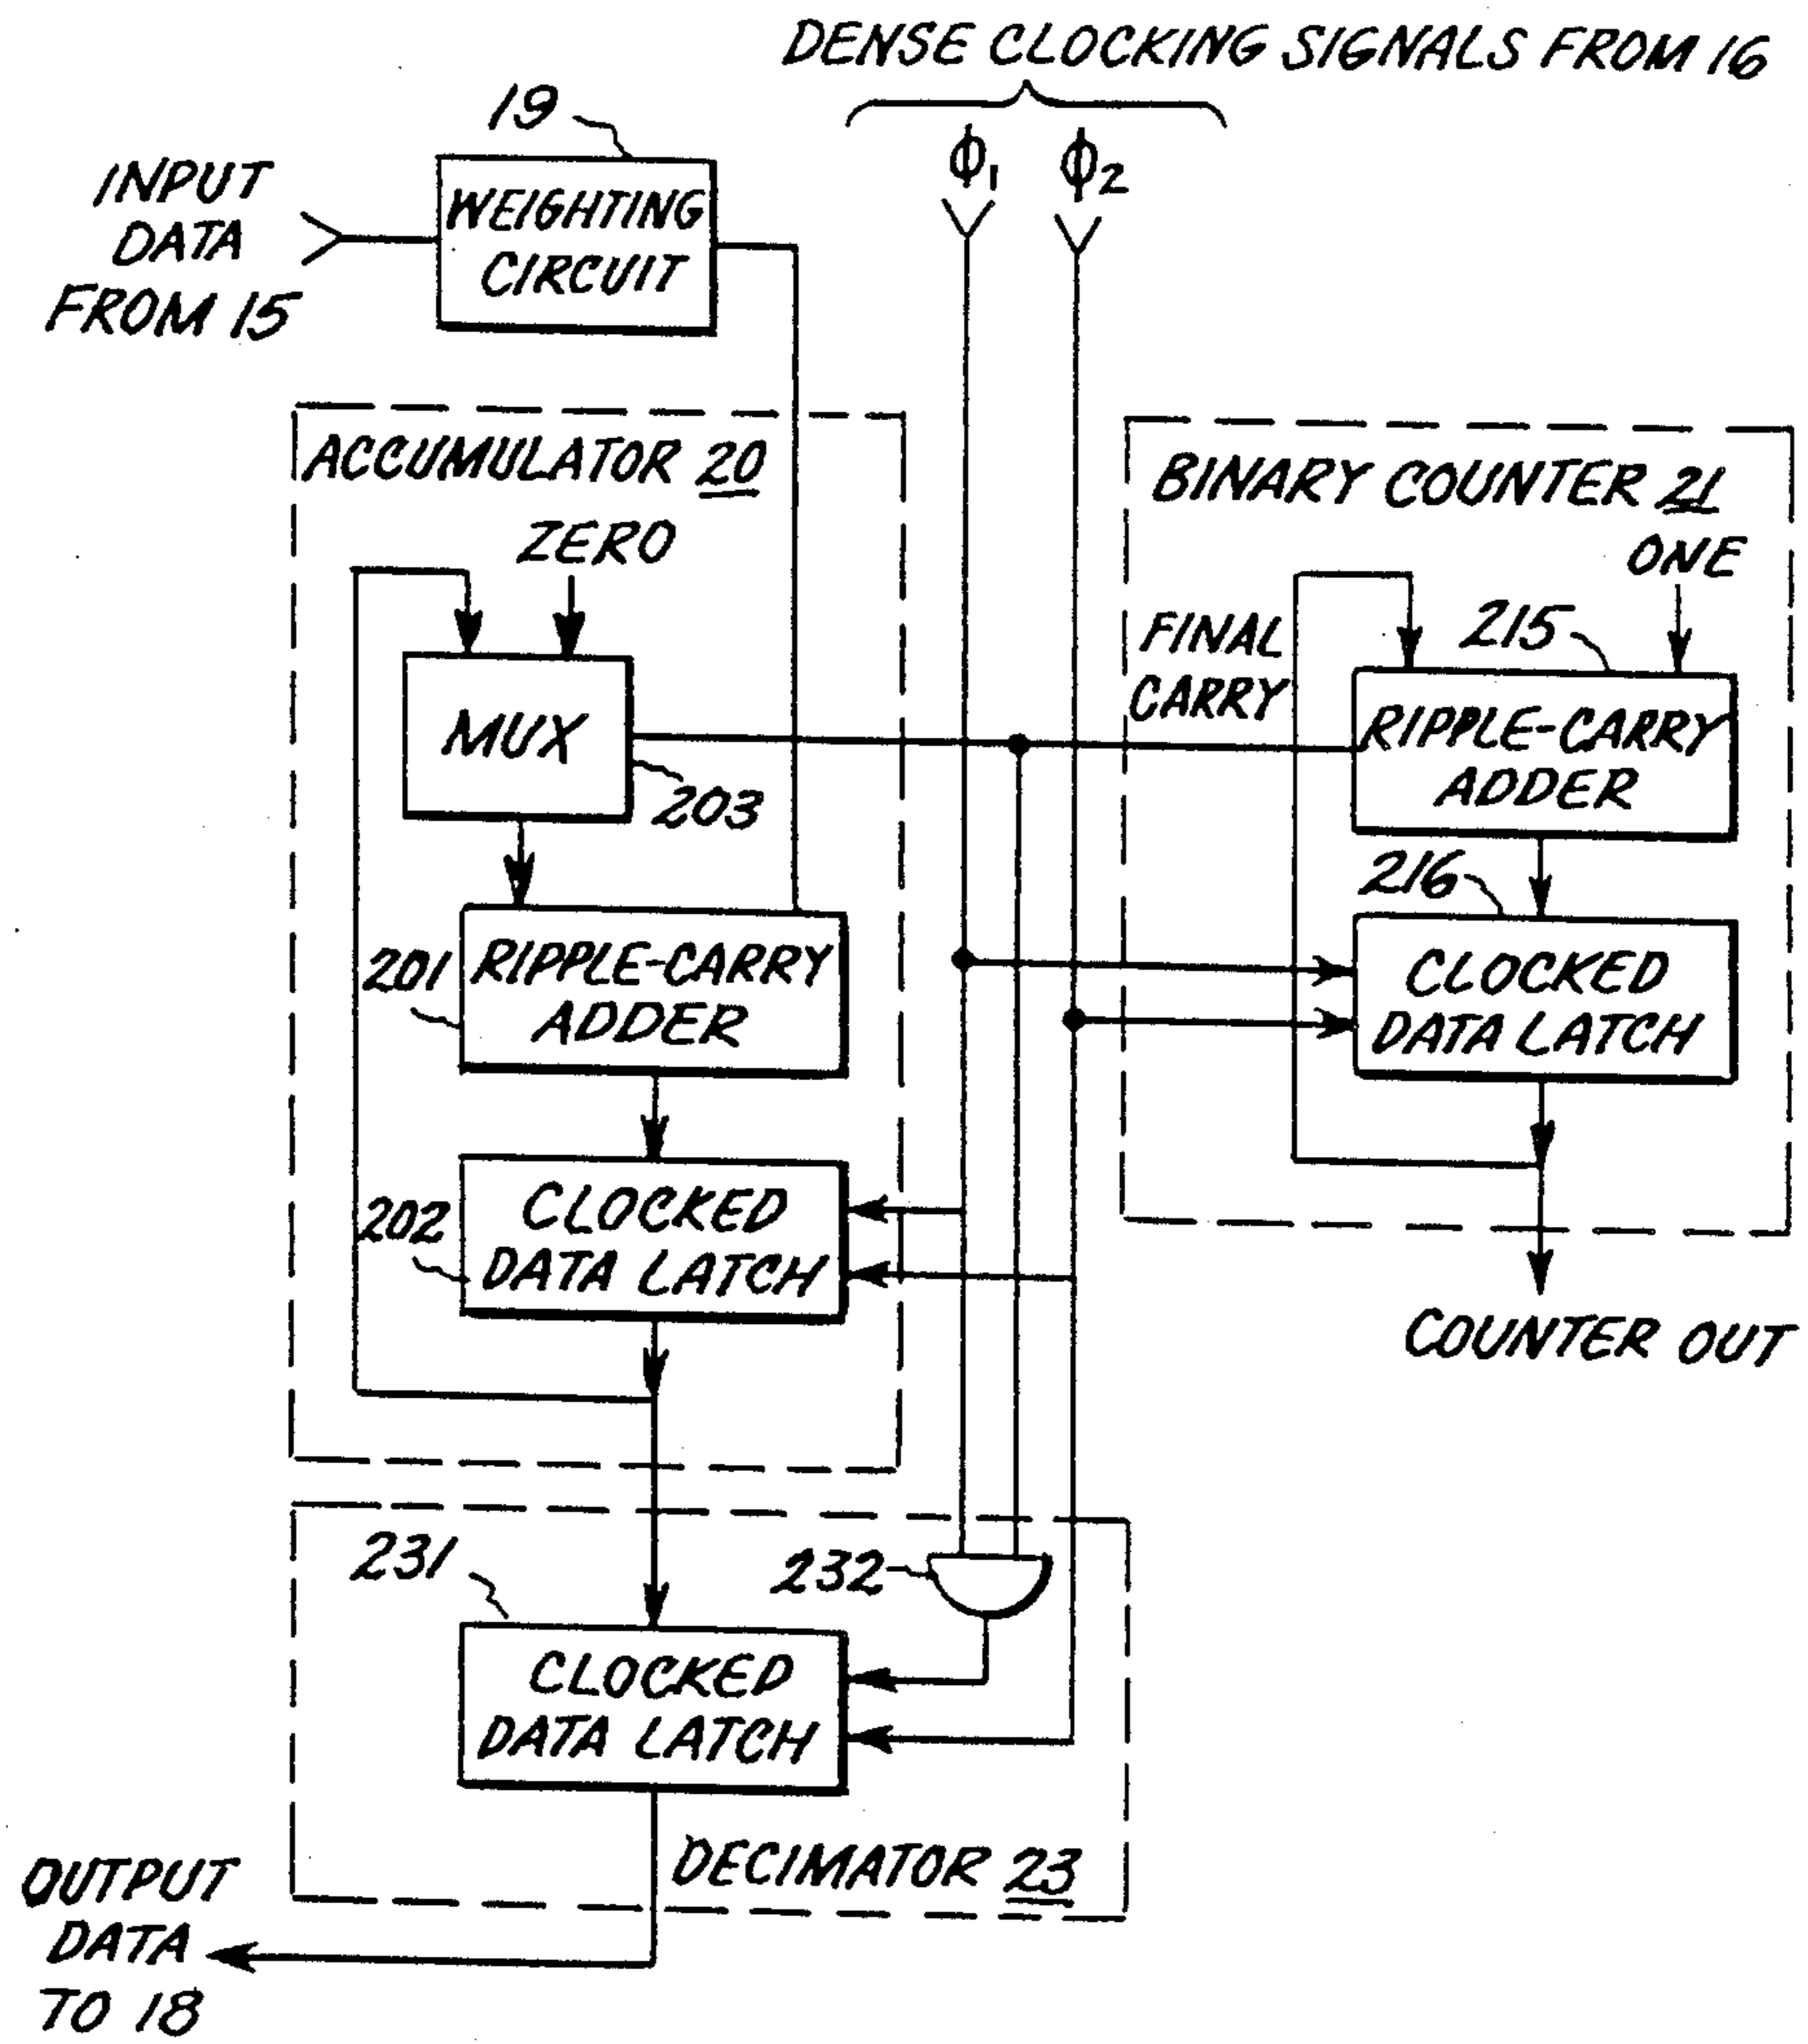 DENSE CLOCKING SIGNALS FROM 16
19
ϕ1 ϕ2
INPUT
DATA
FROM 15
WEIGHTING
CIRCUIT
ACCUMULATOR 20
ZERO
BINARY COUNTER 21
ONE
FINAL
CARRY
215
MUX
203
RIPPLE-CARRY
ADDER
216
201
RIPPLE-CARRY
ADDER
CLOCKED
DATA LATCH
202
CLOCKED
DATA LATCH
COUNTER OUT
231
232
CLOCKED
DATA LATCH
DECIMATOR 23
OUTPUT
DATA
TO 18